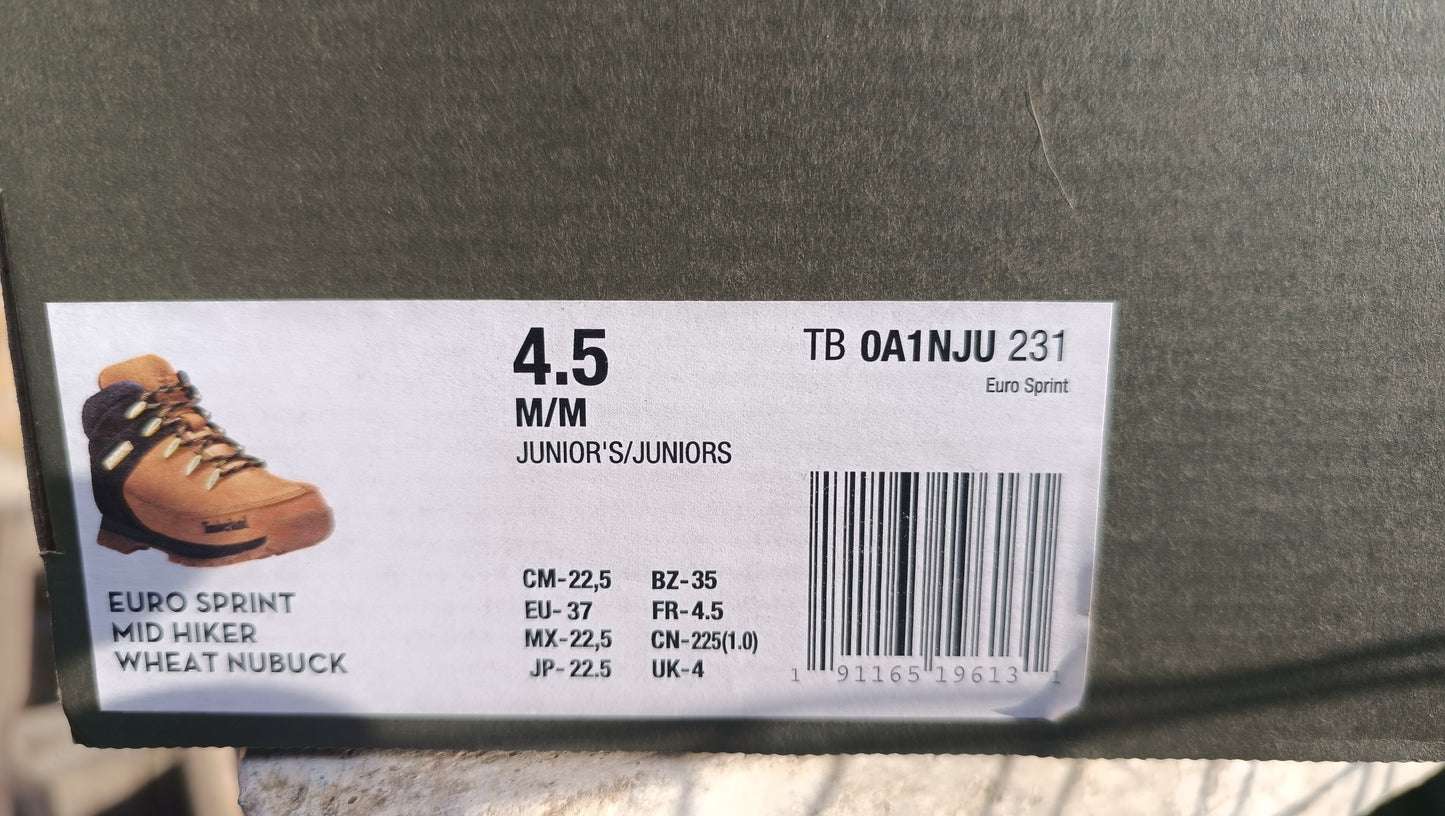 4.5
M/M
JUNIOR'S/JUNIORS
TB 0A1NJU 231
Euro Sprint
Timberland
EURO SPRINT
MID HIKER
WHEAT NUBUCK
CM-22,5 BZ-35
EU-37 FR-4.5
MX-22,5 CN-225(1.0)
JP-22.5 UK-4
1 91165 19613 1